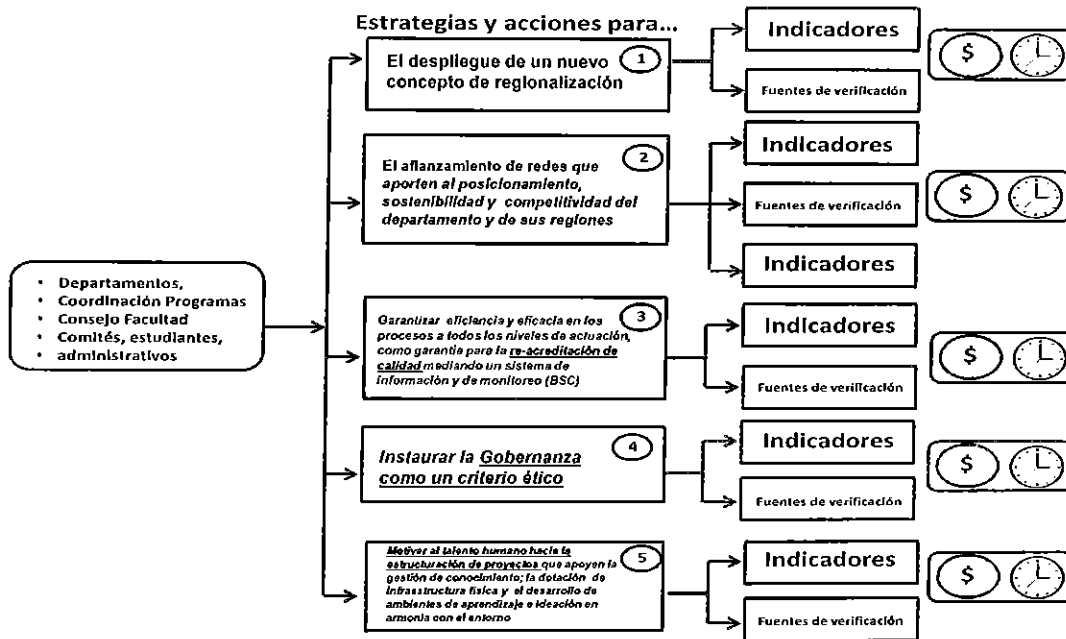 Estrategias y acciones para...
El despliegue de un nuevo
concepto de regionalización
1
Indicadores
Fuentes de verificación
$
El afianzamiento de redes que
aporten al posicionamiento,
sostenibilidad y competitividad del
departamento y de sus regiones
2
Indicadores
Fuentes de verificación
Indicadores
$
• Departamentos,
• Coordinación Programas
• Consejo Facultad
• Comités, estudiantes,
• administrativos
Garantizar eficiencia y eficacia en los
procesos a todos los niveles de actuación,
como garantía para la re-acreditación de
calidad mediando un sistema de
información y de monitoreo (BSC)
3
Indicadores
Fuentes de verificación
$
Instaurar la Gobernanza
como un criterio ético
4
Indicadores
Fuentes de verificación
$
Motivar al talento humano hacia la
estructuración de proyectos que apoyen la
gestión de conocimiento; la dotación de
infraestructura física y el desarrollo de
ambientes de aprendizaje e ideación en
armonía con el entorno
5
Indicadores
Fuentes de verificación
$